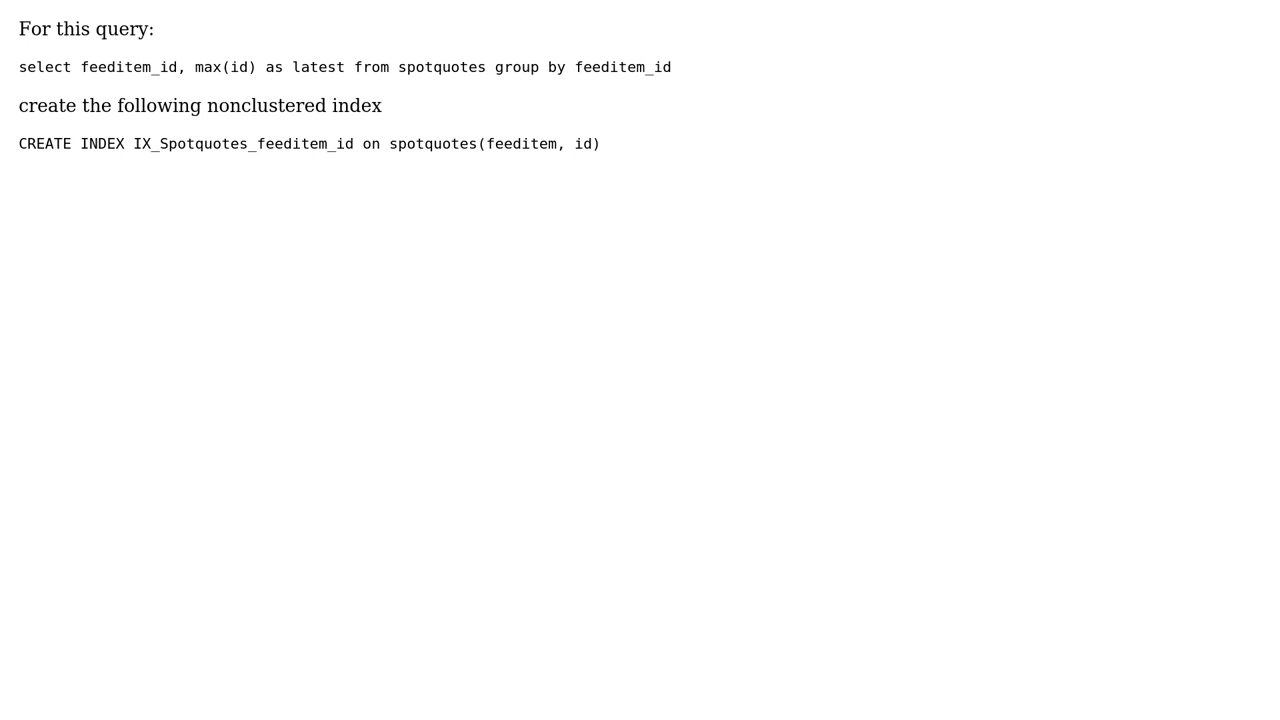 For this query:
select feeditem_id, max(id) as latest from spotquotes group by feeditem_id
create the following nonclustered index
CREATE INDEX IX_Spotquotes_feeditem_id on spotquotes(feeditem, id)